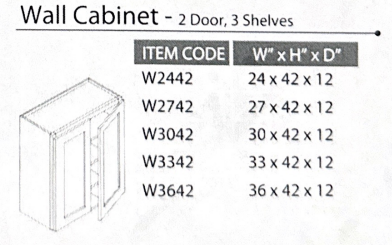 Wall Cabinet - 2 Door, 3 Shelves
ITEM CODE W" x H" x D"
W2442 24 x 42 x 12
W2742 27 x 42 x 12
W3042 30 x 42 x 12
W3342 33 x 42 x 12
W3642 36 x 42 x 12